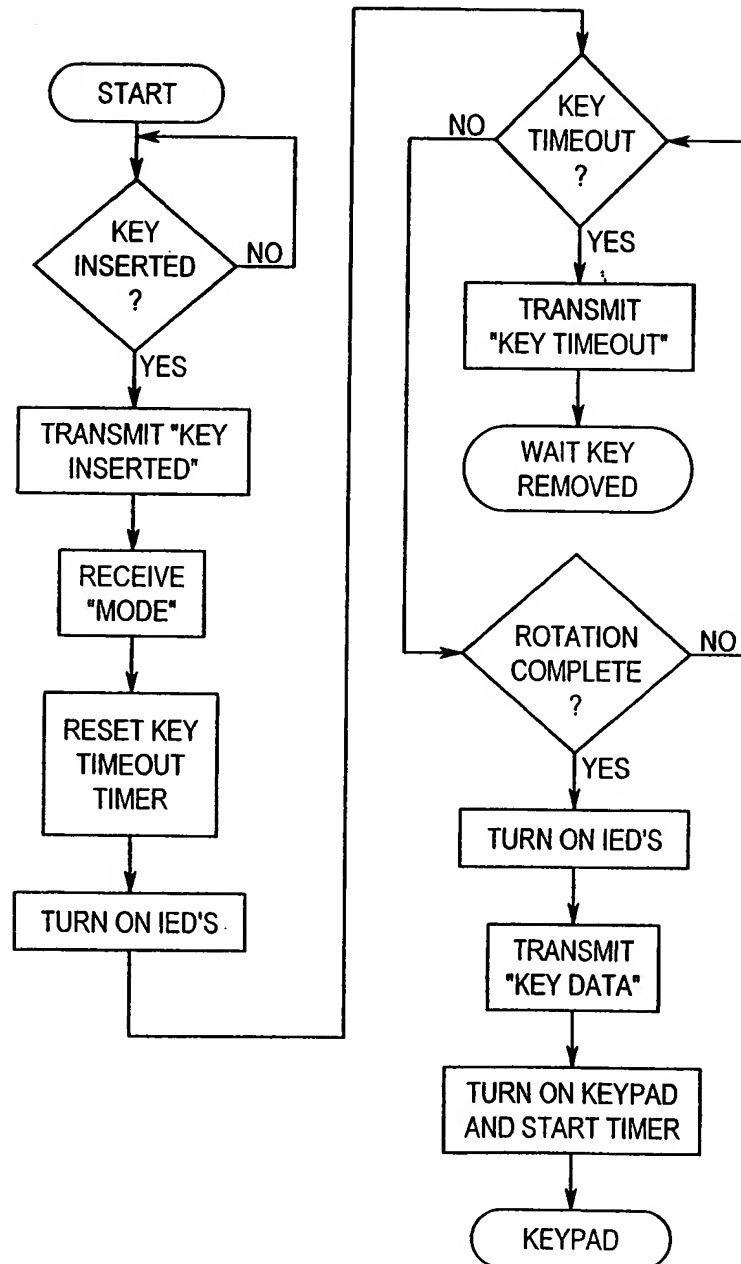 START
KEY
INSERTED
?
NO
YES
TRANSMIT "KEY
INSERTED"
RECEIVE
"MODE"
RESET KEY
TIMEOUT
TIMER
TURN ON IED'S
KEY
TIMEOUT
?
NO
YES
TRANSMIT
"KEY TIMEOUT"
WAIT KEY
REMOVED
ROTATION
COMPLETE
?
NO
YES
TURN ON IED'S
TRANSMIT
"KEY DATA"
TURN ON KEYPAD
AND START TIMER
KEYPAD